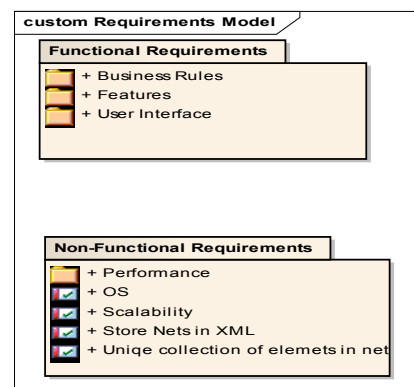 custom Requirements Model
Functional Requirements
+ Business Rules
+ Features
+ User Interface
Non-Functional Requirements
+ Performance
+ OS
+ Scalability
+ Store Nets in XML
+ Uniqe collection of elemets in net